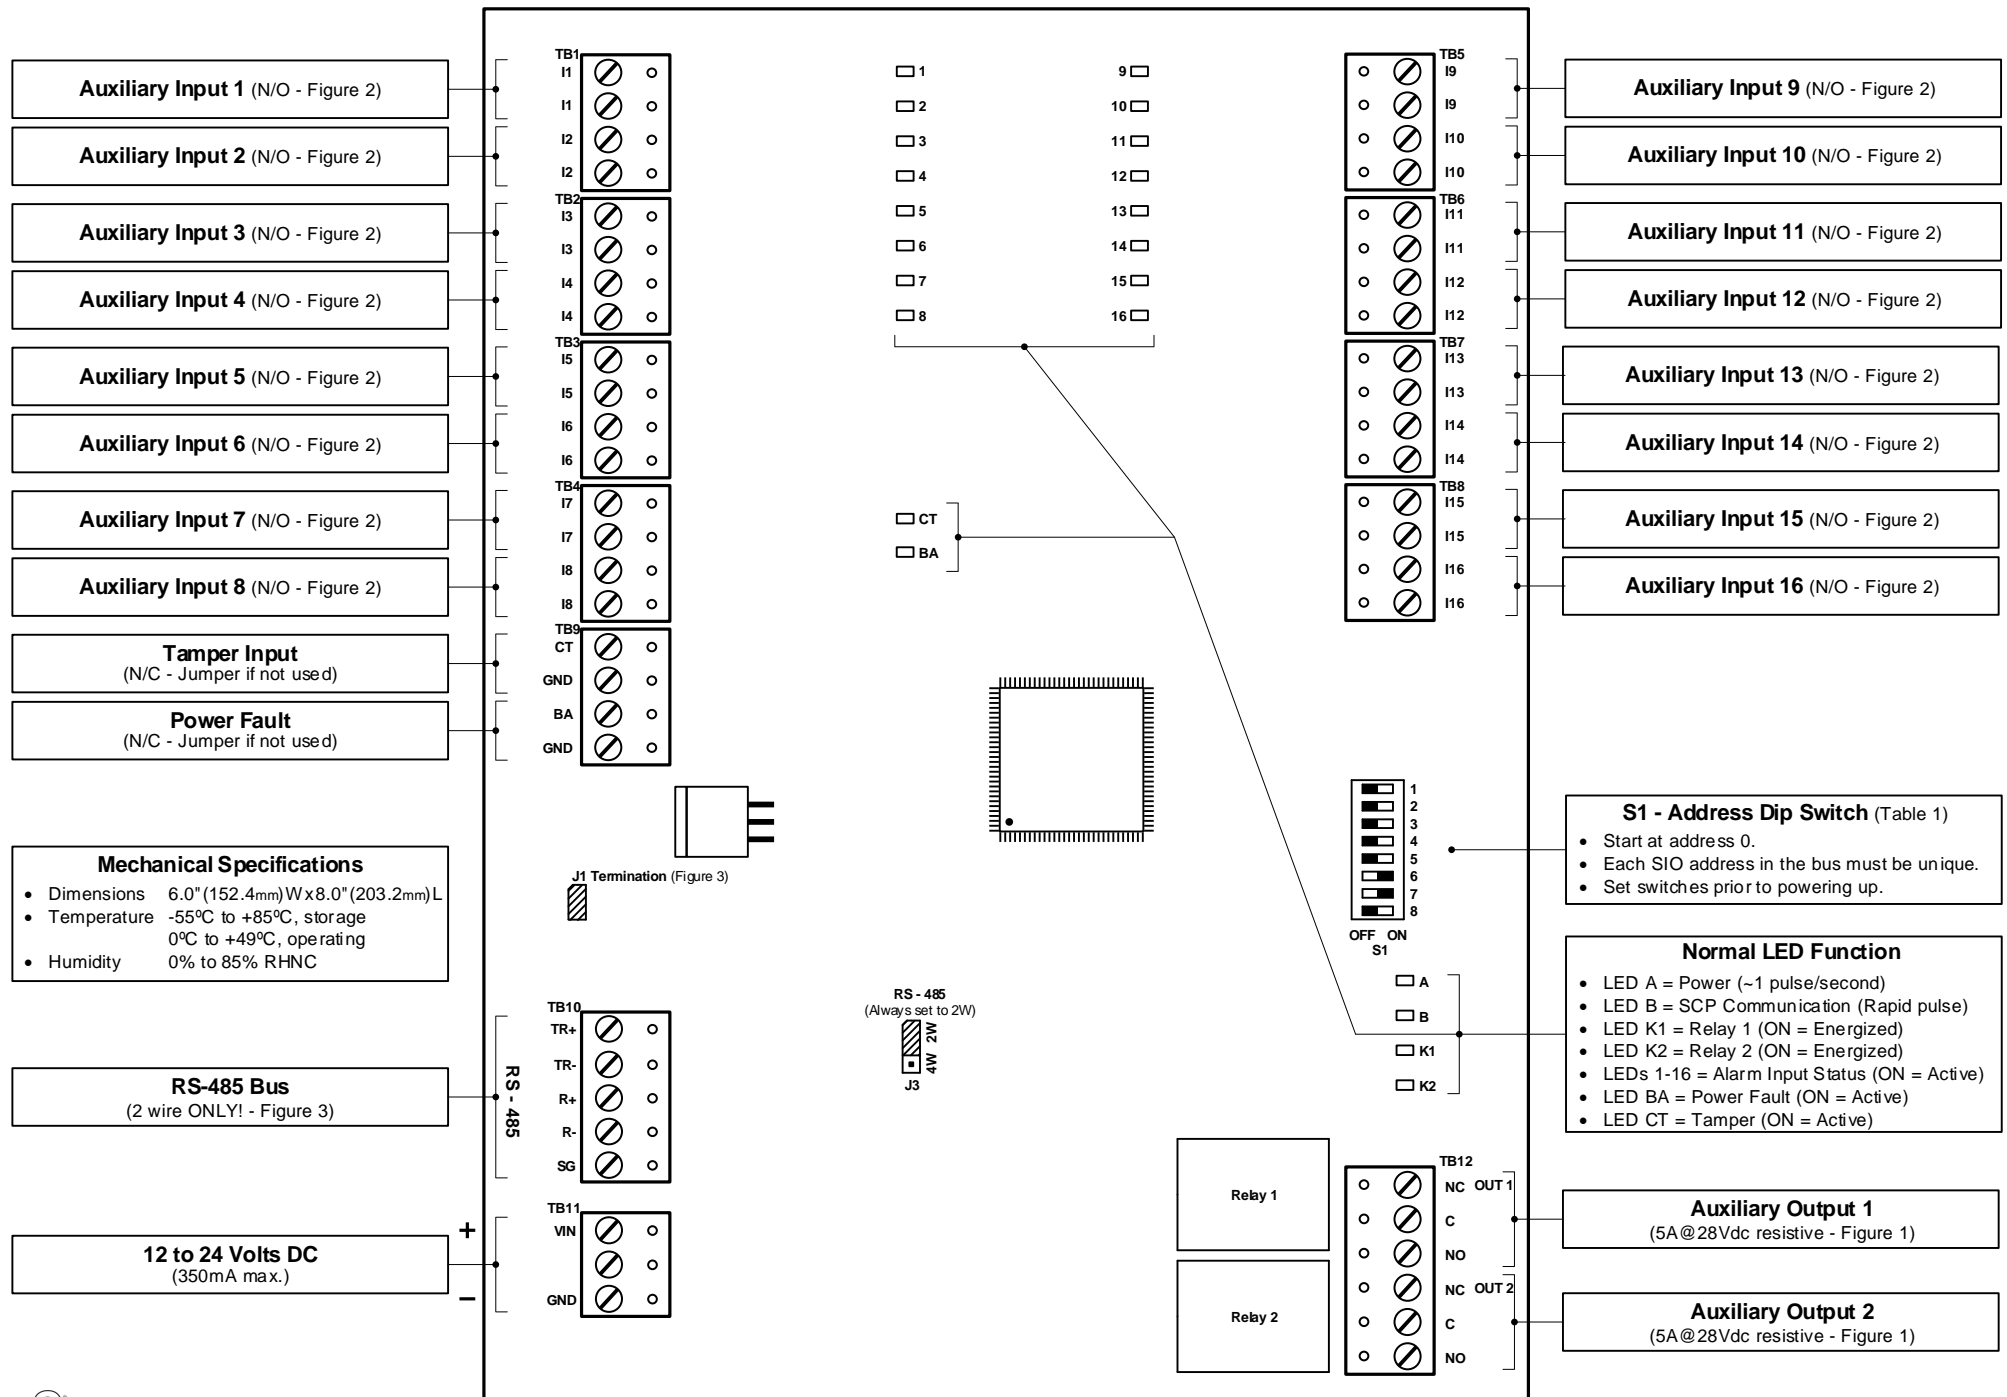 Auxiliary Input 1 (N/O - Figure 2)
Auxiliary Input 2 (N/O - Figure 2)
Auxiliary Input 3 (N/O - Figure 2)
Auxiliary Input 4 (N/O - Figure 2)
Auxiliary Input 5 (N/O - Figure 2)
Auxiliary Input 6 (N/O - Figure 2)
Auxiliary Input 7 (N/O - Figure 2)
Auxiliary Input 8 (N/O - Figure 2)
Tamper Input
(N/C - Jumper if not used)
Power Fault
(N/C - Jumper if not used)
Mechanical Specifications
• Dimensions 6.0"(152.4mm)Wx8.0"(203.2mm)L
• Temperature -55ºC to +85ºC, storage
0ºC to +49ºC, operating
• Humidity 0% to 85% RHNC
RS-485 Bus
(2 wire ONLY! - Figure 3)
12 to 24 Volts DC
(350mA max.)
+
–
TB1
I1
I1
I2
I2
TB2
I3
I3
I4
I4
TB3
I5
I5
I6
I6
TB4
I7
I7
I8
I8
TB9
CT
GND
BA
GND
J1 Termination (Figure 3)
RS - 485
TB10
TR+
TR-
R+
R-
SG
TB11
VIN
GND
1
2
3
4
5
6
7
8
9
10
11
12
13
14
15
16
CT
BA
RS - 485
(Always set to 2W)
4W 2W
J3
Relay 1
Relay 2
TB5
I9
I9
I10
I10
TB6
I11
I11
I12
I12
TB7
I13
I13
I14
I14
TB8
I15
I15
I16
I16
1
2
3
4
5
6
7
8
OFF ON
S1
A
B
K1
K2
TB12
NC OUT 1
C
NO
NC OUT 2
C
NO
Auxiliary Input 9 (N/O - Figure 2)
Auxiliary Input 10 (N/O - Figure 2)
Auxiliary Input 11 (N/O - Figure 2)
Auxiliary Input 12 (N/O - Figure 2)
Auxiliary Input 13 (N/O - Figure 2)
Auxiliary Input 14 (N/O - Figure 2)
Auxiliary Input 15 (N/O - Figure 2)
Auxiliary Input 16 (N/O - Figure 2)
S1 - Address Dip Switch (Table 1)
• Start at address 0.
• Each SIO address in the bus must be unique.
• Set switches prior to powering up.
Normal LED Function
• LED A = Power (~1 pulse/second)
• LED B = SCP Communication (Rapid pulse)
• LED K1 = Relay 1 (ON = Energized)
• LED K2 = Relay 2 (ON = Energized)
• LEDs 1-16 = Alarm Input Status (ON = Active)
• LED BA = Power Fault (ON = Active)
• LED CT = Tamper (ON = Active)
Auxiliary Output 1
(5A@28Vdc resistive - Figure 1)
Auxiliary Output 2
(5A@28Vdc resistive - Figure 1)